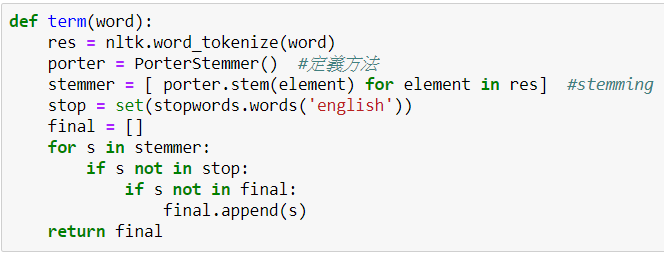 def term(word):
    res = nltk.word_tokenize(word)
    porter = PorterStemmer()  #定義方法
    stemmer = [ porter.stem(element) for element in res]  #stemming
    stop = set(stopwords.words('english'))
    final = []
    for s in stemmer:
        if s not in stop:
            if s not in final:
                final.append(s)
    return final